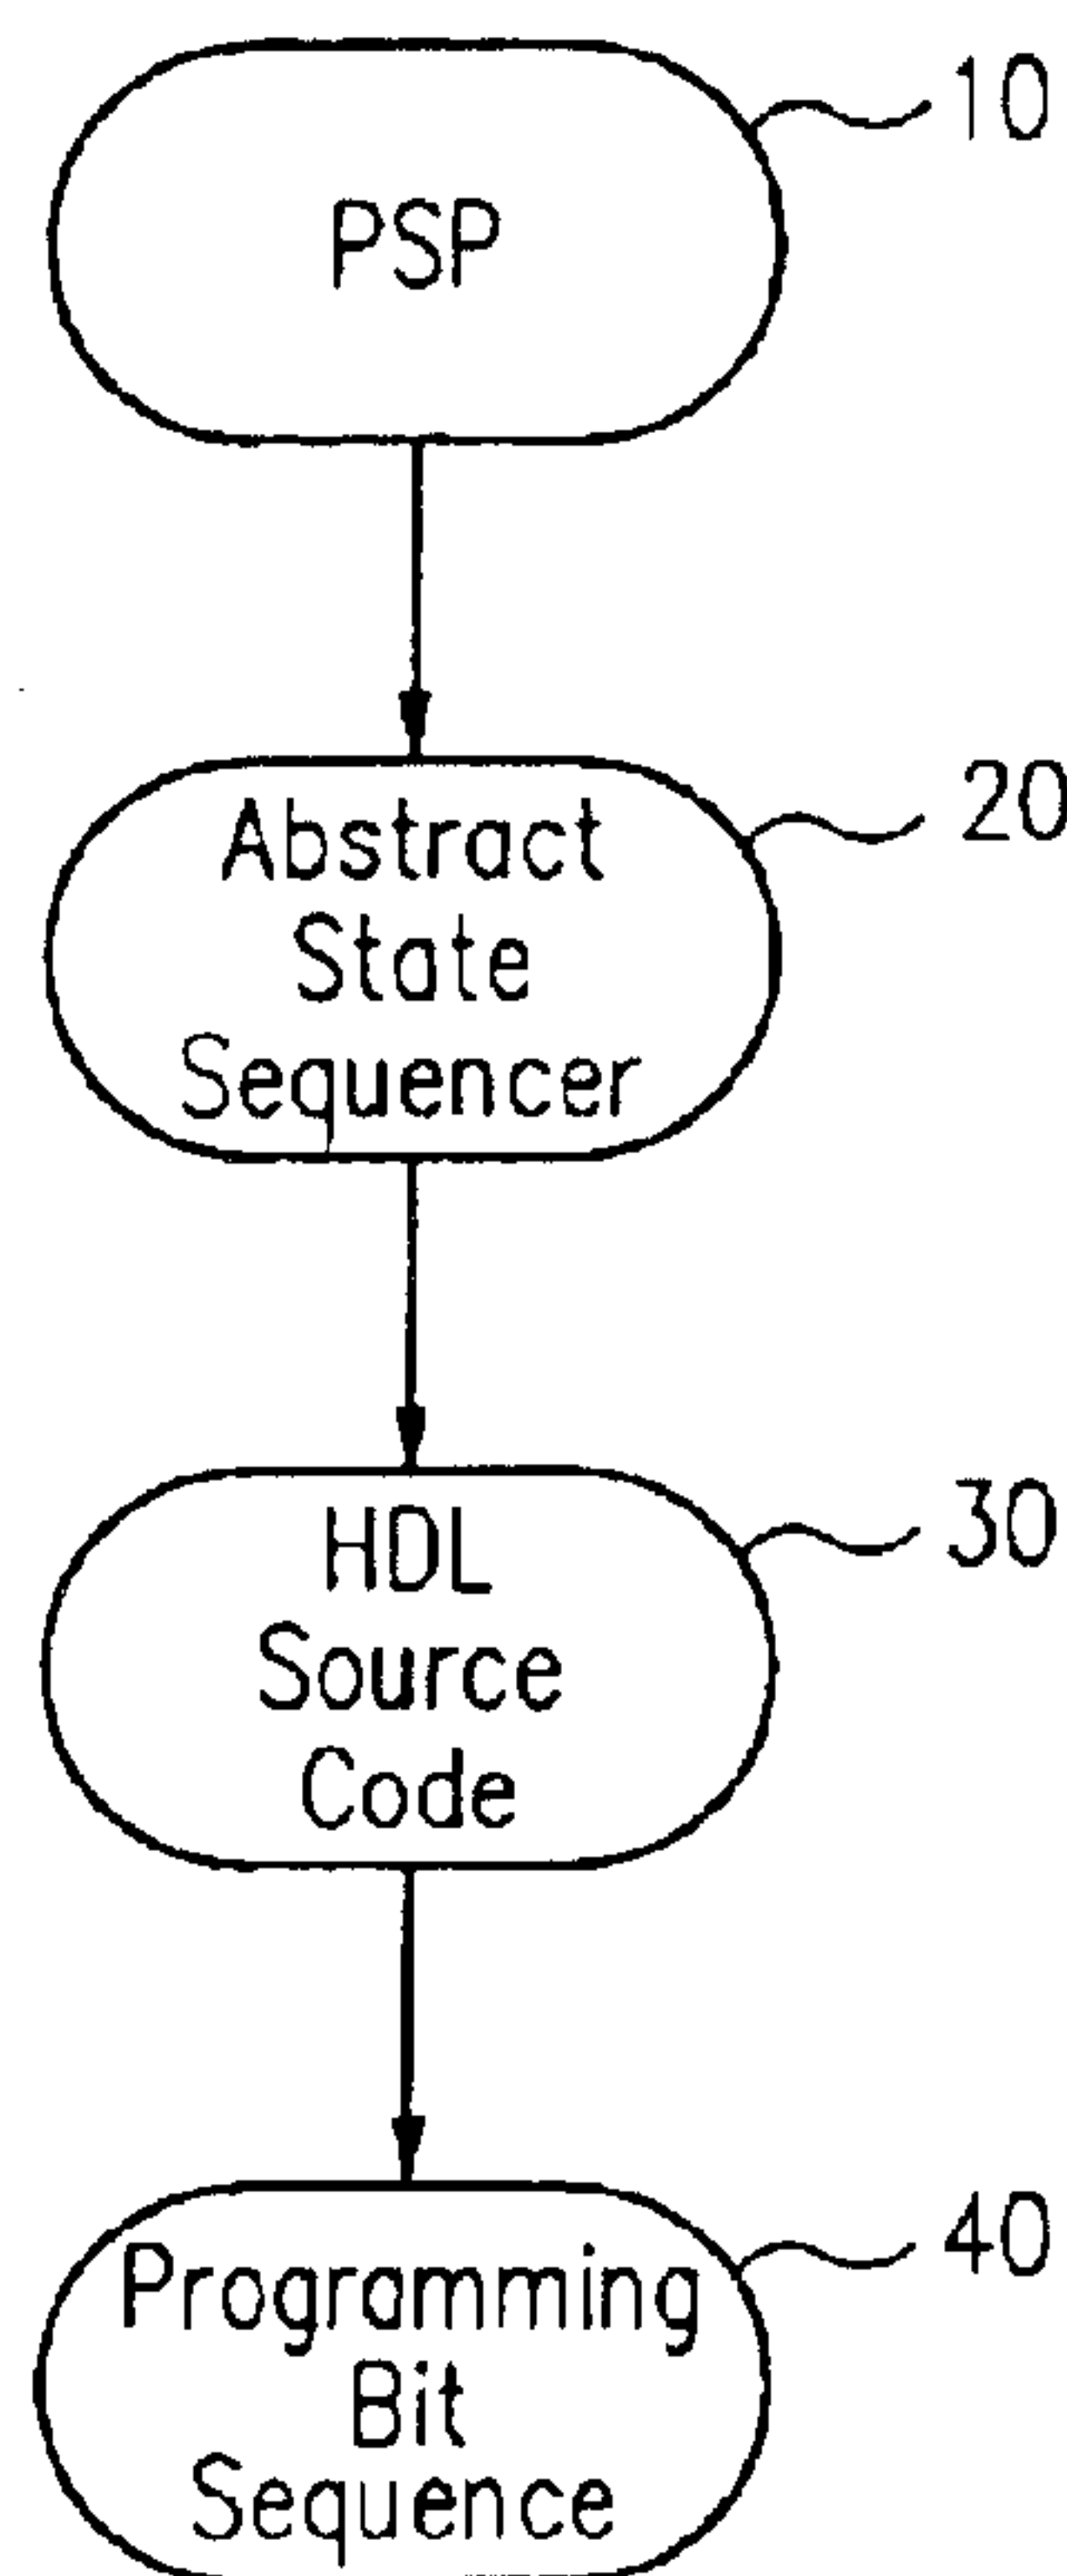 10
PSP
20
Abstract
State
Sequencer
30
HDL
Source
Code
40
Programming
Bit
Sequence